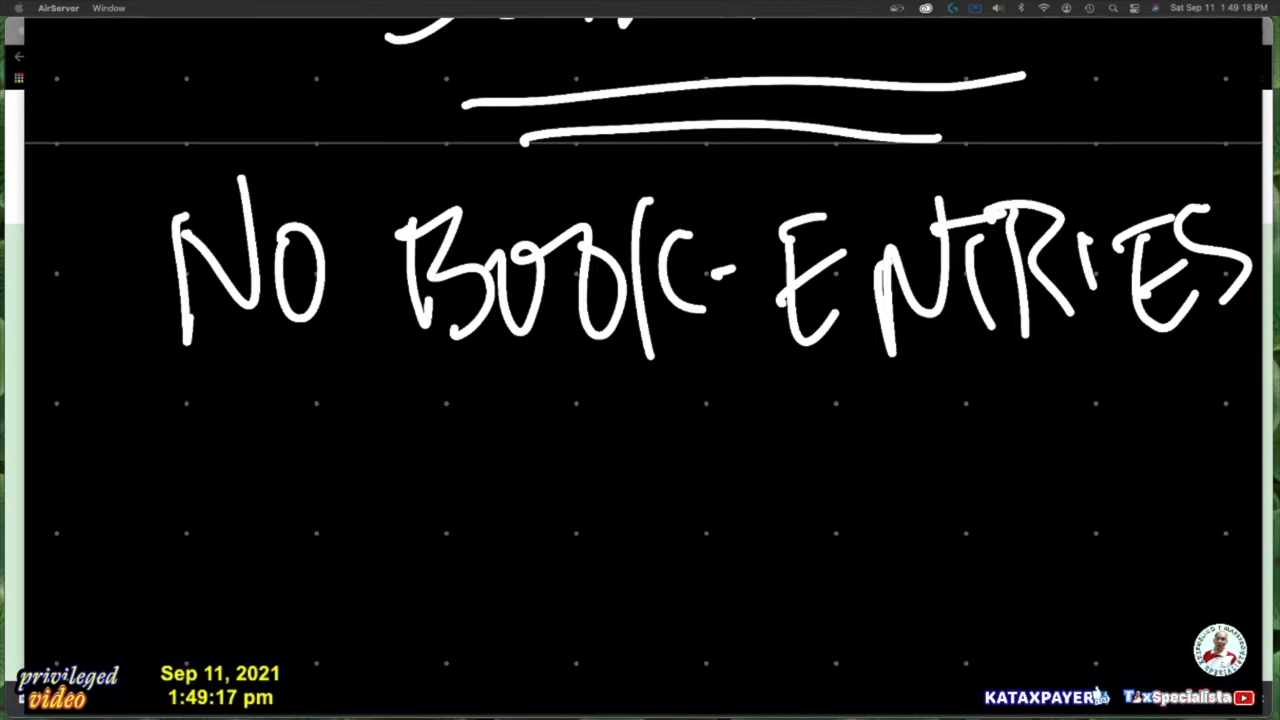 AirServer Window Sat Sep 11 1:49:18 PM
NO BOOK-ENTRIES
privileged
video
Sep 11, 2021
1:49:17 pm
KATAXPAYER TaxSpecialista